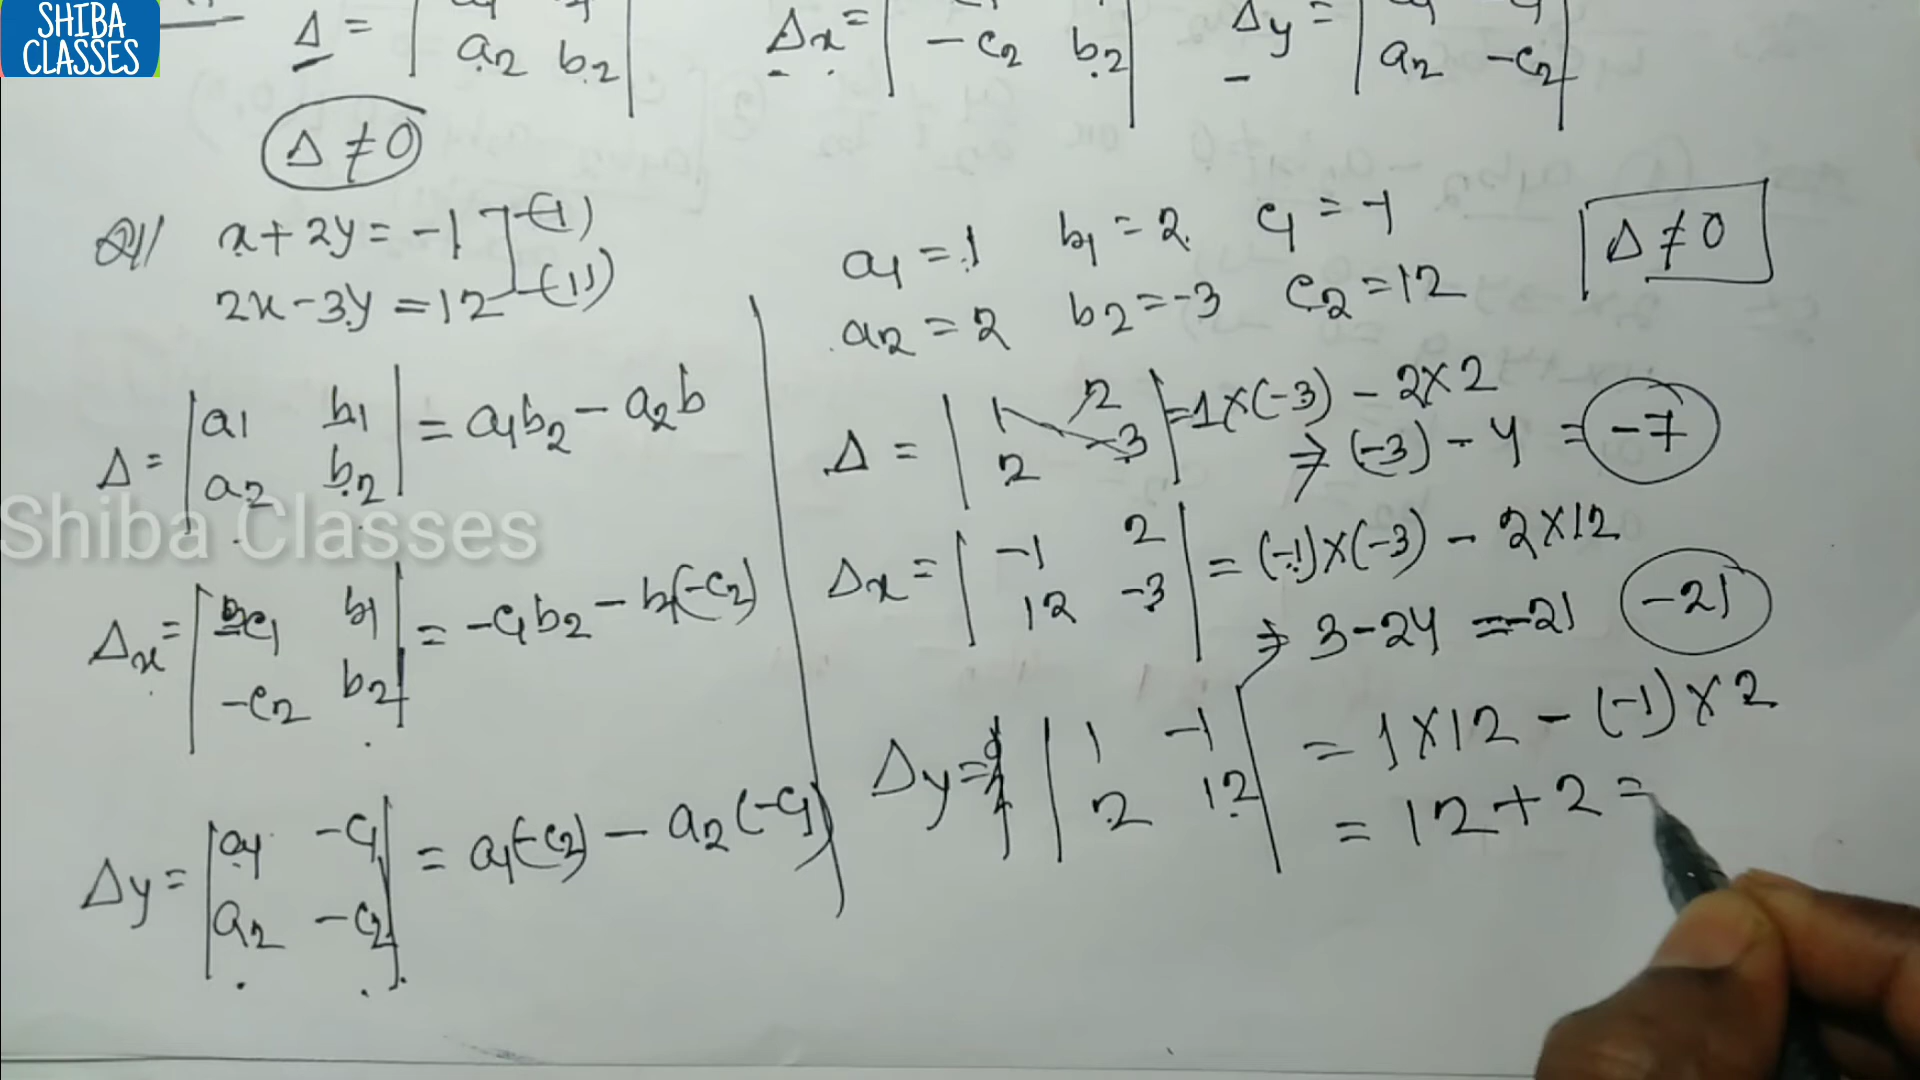 SHIBA
CLASSES
Δ =
a2 b2
Δx =
-c2 b2
Δy =
a2 -c2
Δ ≠ 0
Q1/ x + 2y = -1 -(1)
2x - 3y = 12 -(11)
a1 = 1 b1 = 2 c1 = -1
a2 = 2 b2 = -3 c2 = 12
Δ ≠ 0
Δ = | a1 b1 | = a1b2 - a2b
| a2 b2 |
Shiba Classes
Δx = | -c1 b1 | = -c1b2 - b1(-c2)
| -c2 b2 |
Δy = | a1 -c1 | = a1(-c2) - a2(-c1)
| a2 -c2 |
Δ = | 1 2 | = 1×(-3) - 2×2
| 2 -3 | ⇒ (-3) - 4 = -7
Δx = | -1 2 | = (-1)×(-3) - 2×12
| 12 -3 | ⇒ 3 - 24 = -21 -21
Δy = | 1 -1 | = 1×12 - (-1)×2
| 2 12 | = 12 + 2 =